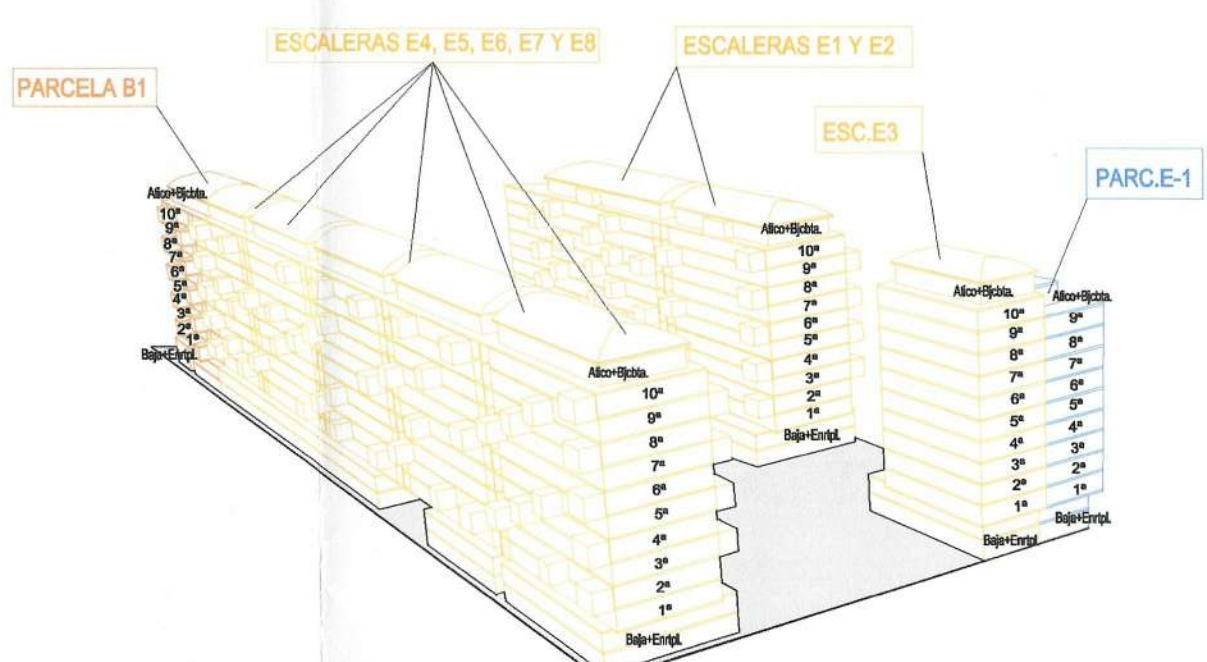 ESCALERAS E4, E5, E6, E7 Y E8
ESCALERAS E1 Y E2
PARCELA B1
ESC.E3
PARC.E-1
Atico+Bjcbta.
10ª
9ª
8ª
7ª
6ª
5ª
4ª
3ª
2ª
1ª
Baja+Enrtpl.
Atico+Bjcbta.
10ª
9ª
8ª
7ª
6ª
5ª
4ª
3ª
2ª
1ª
Baja+Enrtpl.
Atico+Bjcbta.
10ª
9ª
8ª
7ª
6ª
5ª
4ª
3ª
2ª
1ª
Baja+Enrtpl.
Atico+Bjcbta.
10ª
9ª
8ª
7ª
6ª
5ª
4ª
3ª
2ª
1ª
Baja+Enrtpl.
Atico+Bjcbta.
9ª
8ª
7ª
6ª
5ª
4ª
3ª
2ª
1ª
Baja+Enrtpl.